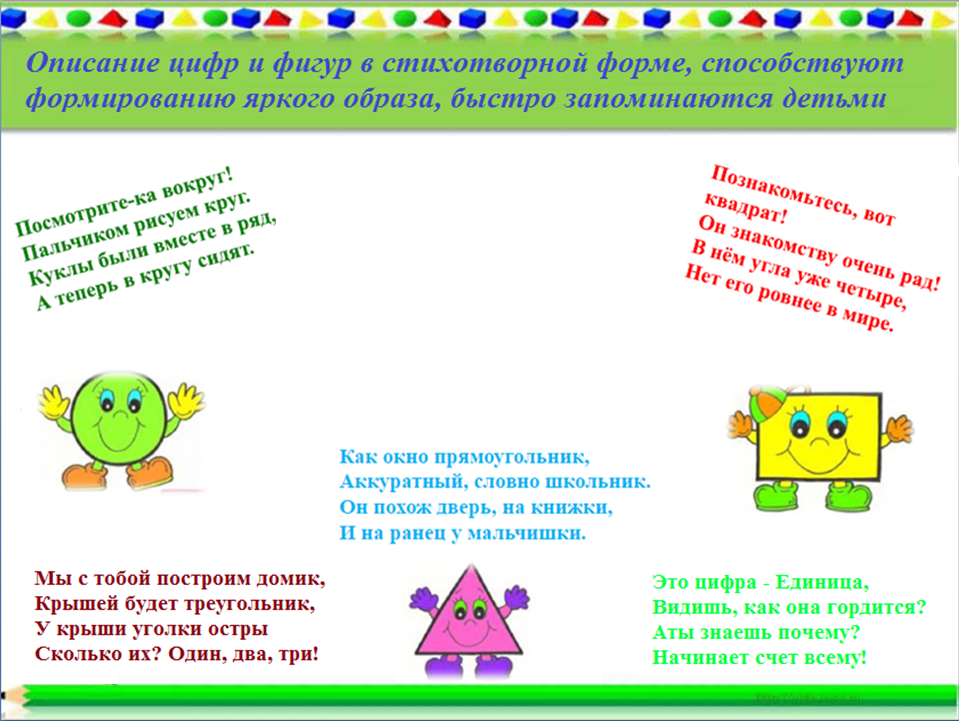 Описание цифр и фигур в стихотворной форме, способствуют
формированию яркого образа, быстро запоминаются детьми
Посмотрите-ка вокруг!
Пальчиком рисуем круг.
Куклы были вместе в ряд,
А теперь в кругу сидят.
Познакомьтесь, вот
квадрат!
Он знакомству очень рад!
В нём угла уже четыре,
Нет его ровнее в мире.
Как окно прямоугольник,
Аккуратный, словно школьник.
Он похож дверь, на книжки,
И на ранец у мальчишки.
Мы с тобой построим домик,
Крышей будет треугольник,
У крыши уголки остры
Сколько их? Один, два, три!
Это цифра - Единица,
Видишь, как она гордится?
Аты знаешь почему?
Начинает счет всему!